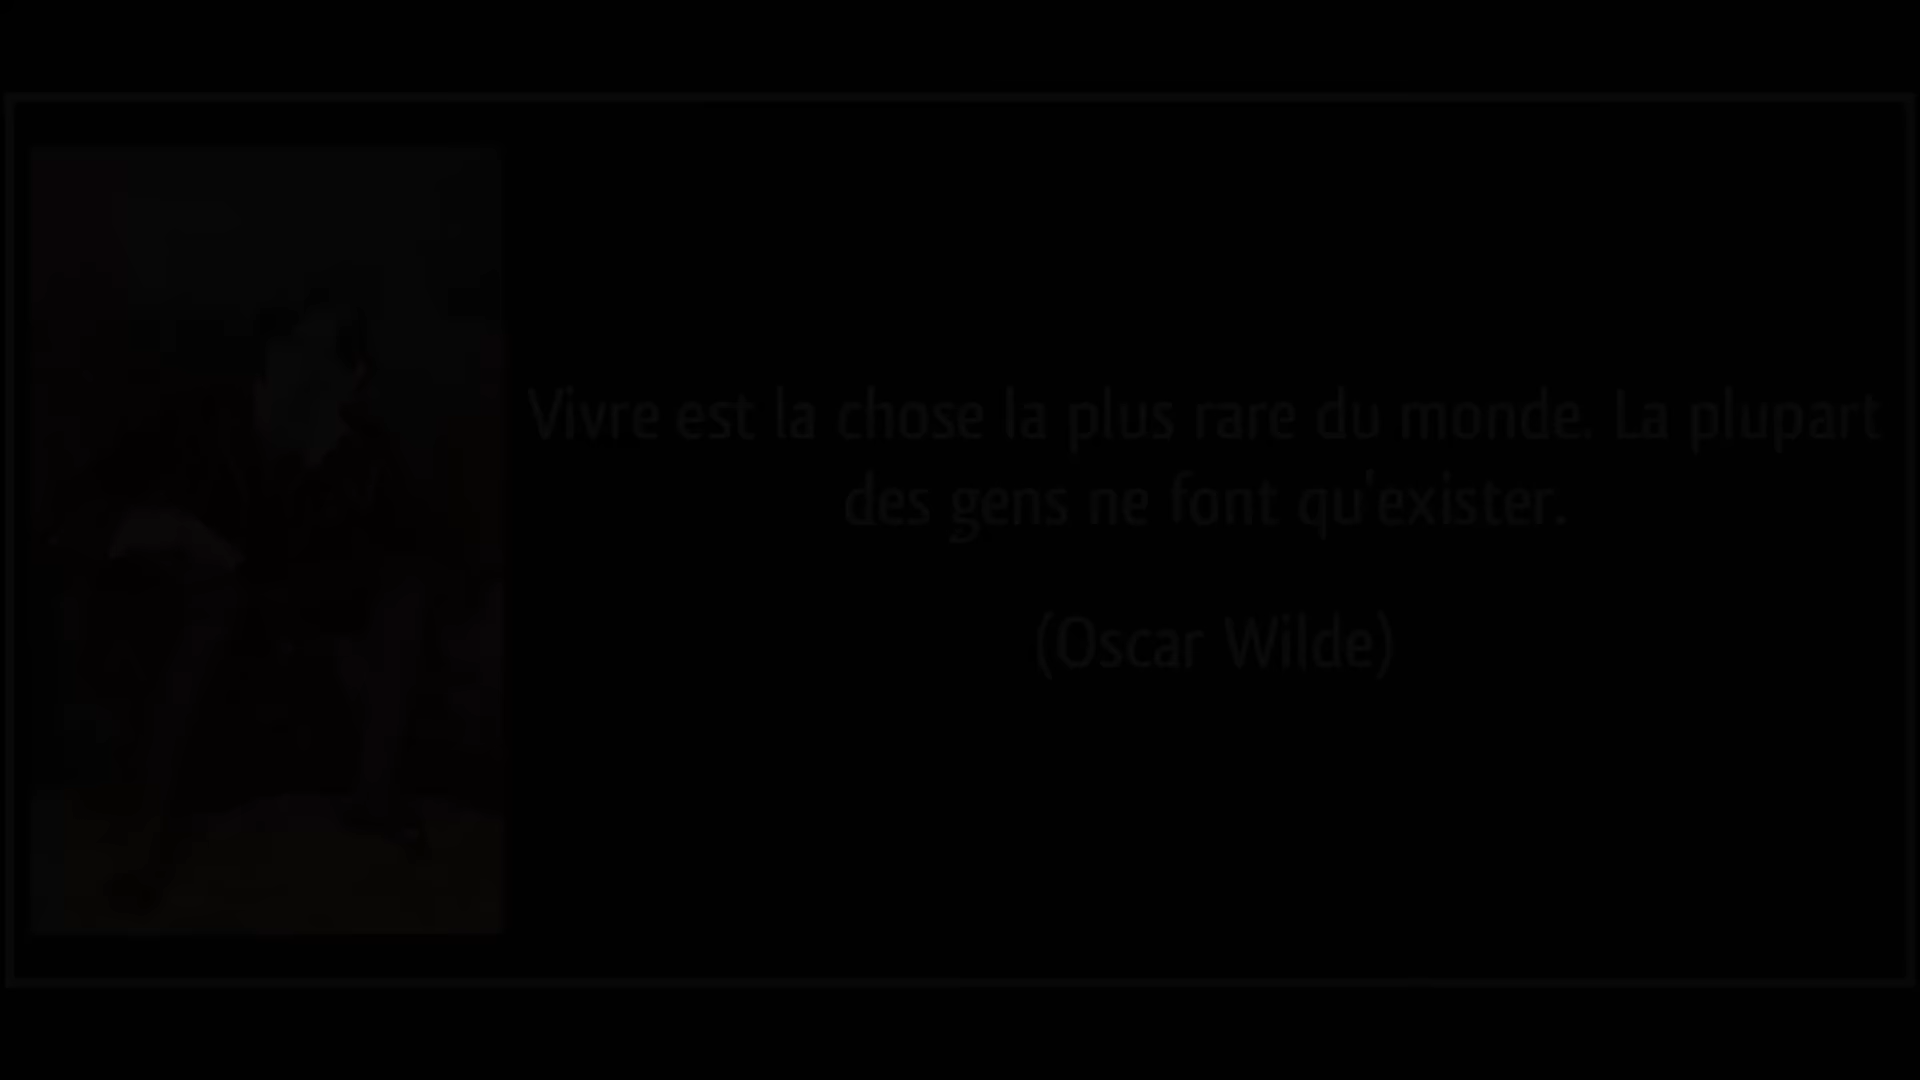 Vivre est la chose la plus rare du monde. La plupart
des gens ne font qu'exister.
(Oscar Wilde)